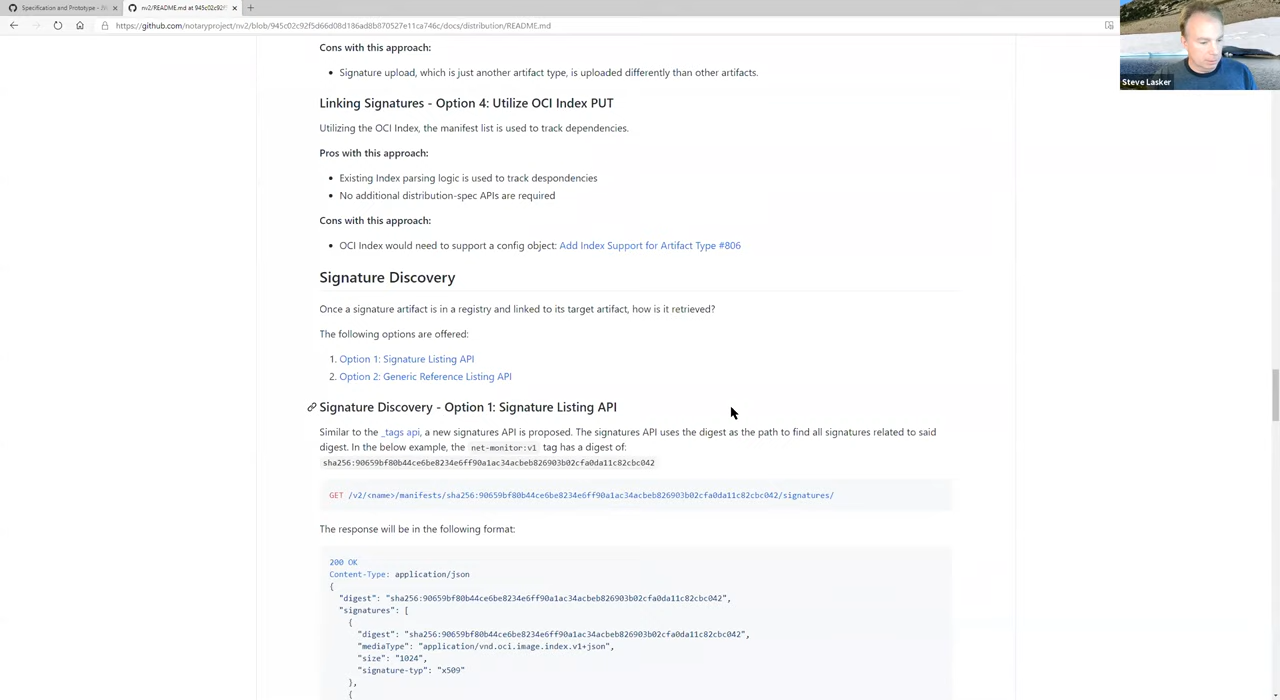 Specification and Prototype - /
nv2/README.md at 945c02c92f
https://github.com/notaryproject/nv2/blob/945c02c92f5d66d08d186ad8b870527e11ca746c/docs/distribution/README.md
Steve Lasker
Cons with this approach:
• Signature upload, which is just another artifact type, is uploaded differently than other artifacts.
Linking Signatures - Option 4: Utilize OCI Index PUT
Utilizing the OCI Index, the manifest list is used to track dependencies.
Pros with this approach:
• Existing Index parsing logic is used to track despondencies
• No additional distribution-spec APIs are required
Cons with this approach:
• OCI Index would need to support a config object: Add Index Support for Artifact Type #806
Signature Discovery
Once a signature artifact is in a registry and linked to its target artifact, how is it retrieved?
The following options are offered:
1. Option 1: Signature Listing API
2. Option 2: Generic Reference Listing API
Signature Discovery - Option 1: Signature Listing API
Similar to the _tags api, a new signatures API is proposed. The signatures API uses the digest as the path to find all signatures related to said
digest. In the below example, the net-monitor:v1 tag has a digest of:
sha256:90659bf80b44ce6be8234e6ff90a1ac34acbeb826903b02cfa0da11c82cbc042
GET /v2/<name>/manifests/sha256:90659bf80b44ce6be8234e6ff90a1ac34acbeb826903b02cfa0da11c82cbc042/signatures/
The response will be in the following format:
200 OK
Content-Type: application/json
{
"digest": "sha256:90659bf80b44ce6be8234e6ff90a1ac34acbeb826903b02cfa0da11c82cbc042",
"signatures": [
{
"digest": "sha256:90659bf80b44ce6be8234e6ff90a1ac34acbeb826903b02cfa0da11c82cbc042",
"mediaType": "application/vnd.oci.image.index.v1+json",
"size": "1024",
"signature-typ": "x509"
},
{